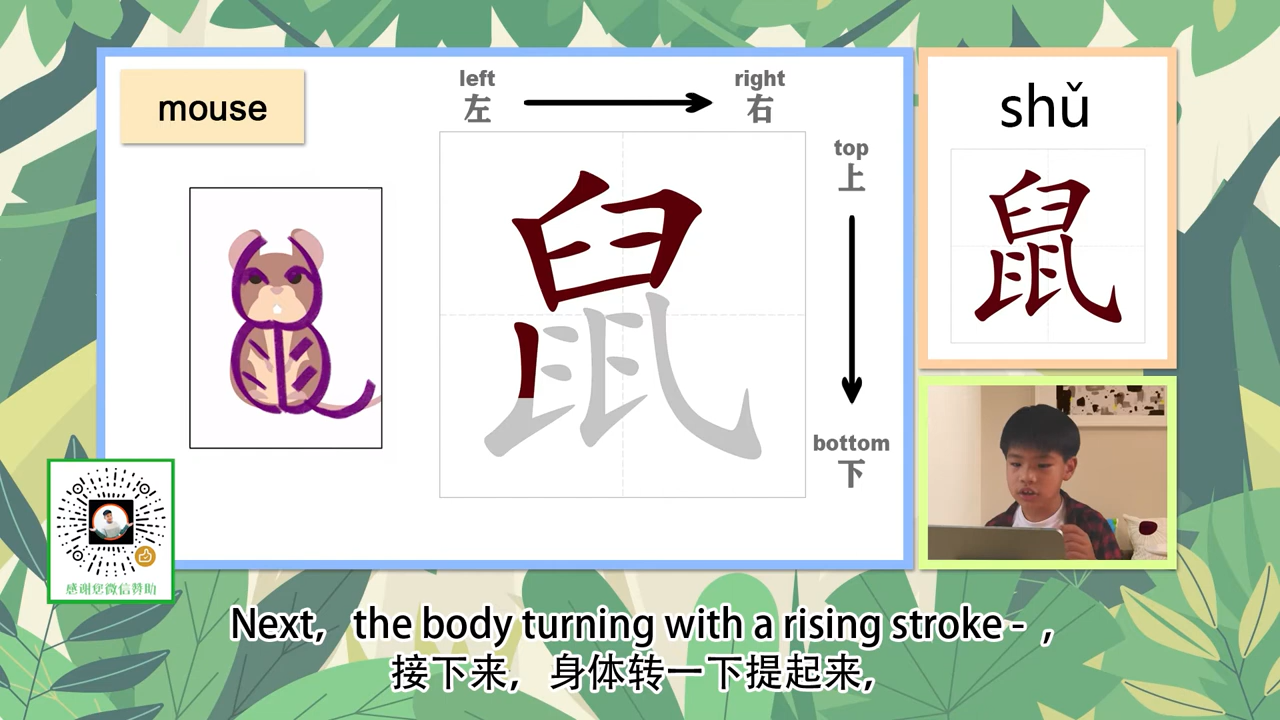 mouse
left
左
right
右
鼠
top
上
bottom
下
shǔ
鼠
感谢您微信赞助
Next, the body turning with a rising stroke - ,
接下来, 身体转一下提起来,